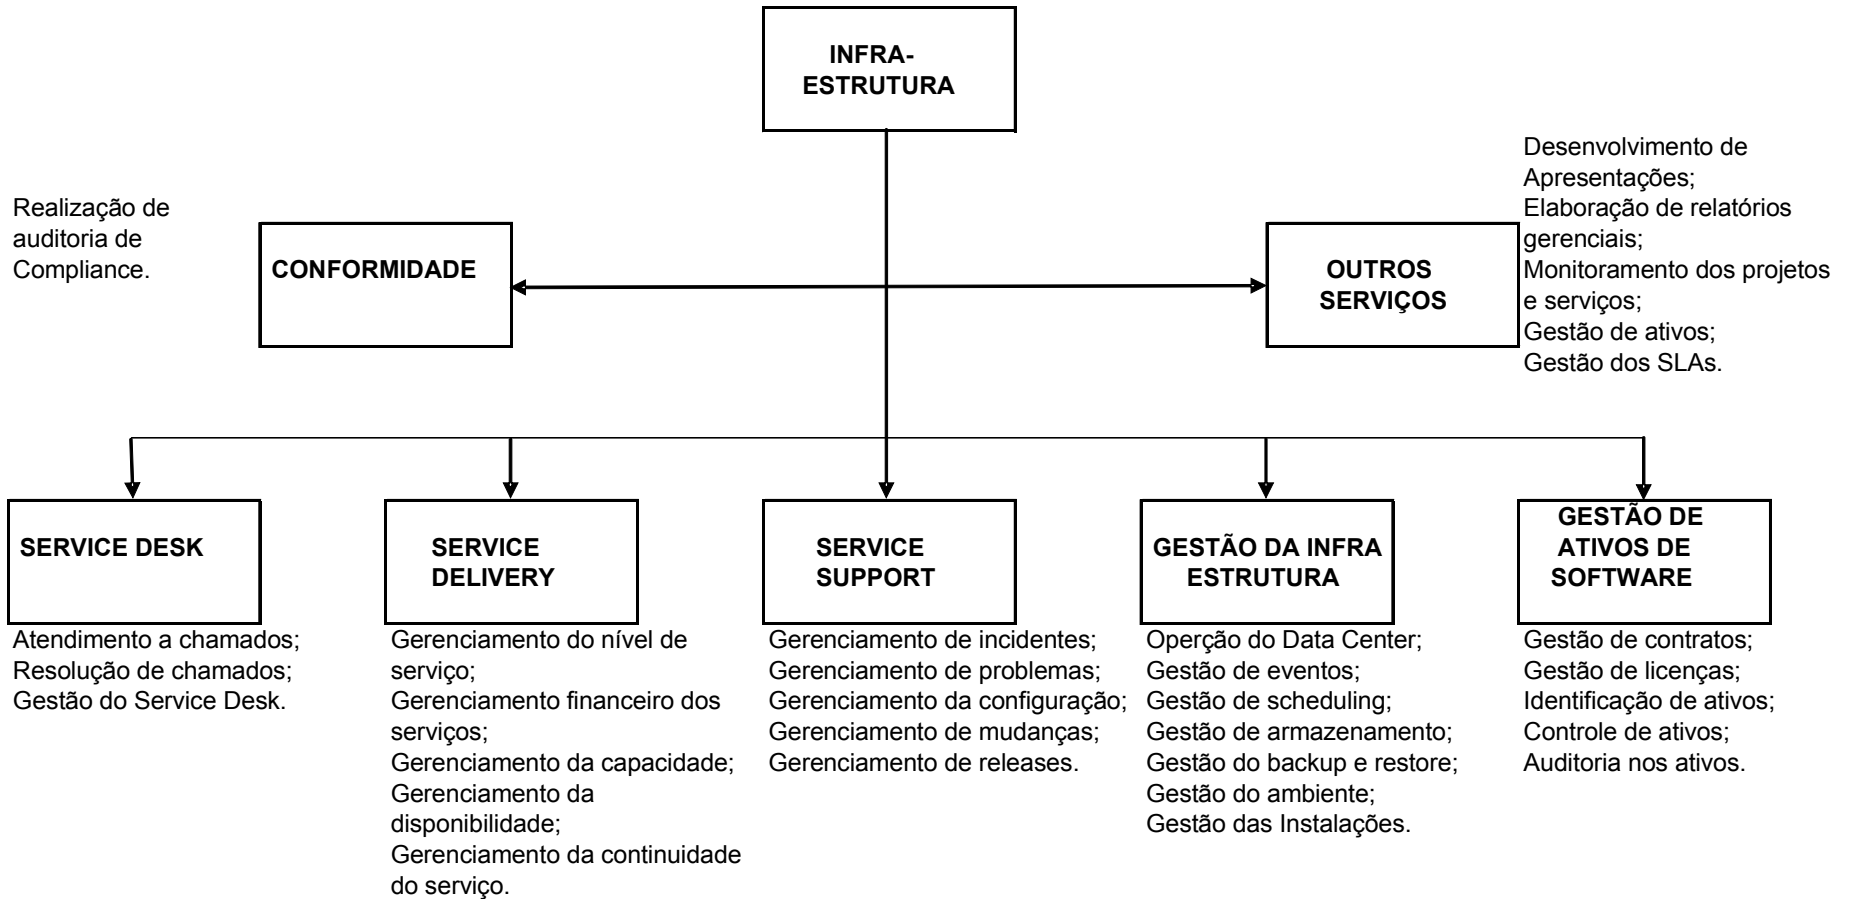 INFRA-
ESTRUTURA
Realização de
auditoria de
Compliance.
CONFORMIDADE
OUTROS
SERVIÇOS
Desenvolvimento de
Apresentações;
Elaboração de relatórios
gerenciais;
Monitoramento dos projetos
e serviços;
Gestão de ativos;
Gestão dos SLAs.
SERVICE DESK
Atendimento a chamados;
Resolução de chamados;
Gestão do Service Desk.
SERVICE
DELIVERY
Gerenciamento do nível de
serviço;
Gerenciamento financeiro dos
serviços;
Gerenciamento da capacidade;
Gerenciamento da
disponibilidade;
Gerenciamento da continuidade
do serviço.
SERVICE
SUPPORT
Gerenciamento de incidentes;
Gerenciamento de problemas;
Gerenciamento da configuração;
Gerenciamento de mudanças;
Gerenciamento de releases.
GESTÃO DA INFRA
ESTRUTURA
Operção do Data Center;
Gestão de eventos;
Gestão de scheduling;
Gestão de armazenamento;
Gestão do backup e restore;
Gestão do ambiente;
Gestão das Instalações.
GESTÃO DE
ATIVOS DE
SOFTWARE
Gestão de contratos;
Gestão de licenças;
Identificação de ativos;
Controle de ativos;
Auditoria nos ativos.